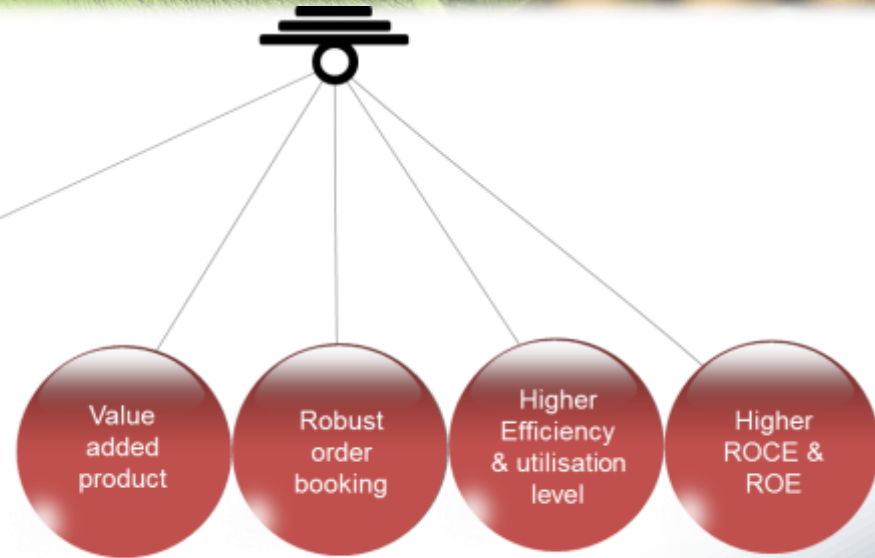 Value
added
product
Robust
order
booking
Higher
Efficiency
& utilisation
level
Higher
ROCE &
ROE